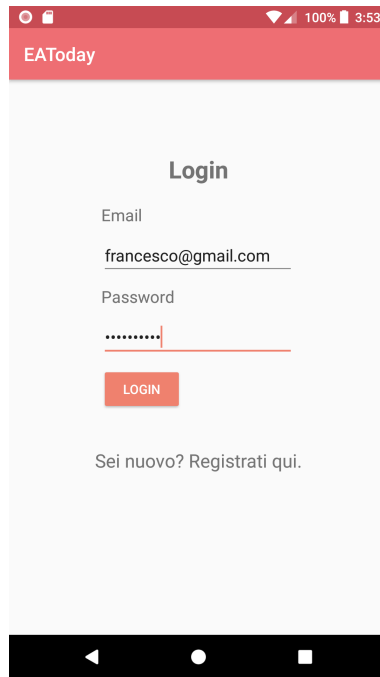 100% 3:53
EAToday
Login
Email
francesco@gmail.com
Password
••••••••••
LOGIN
Sei nuovo? Registrati qui.